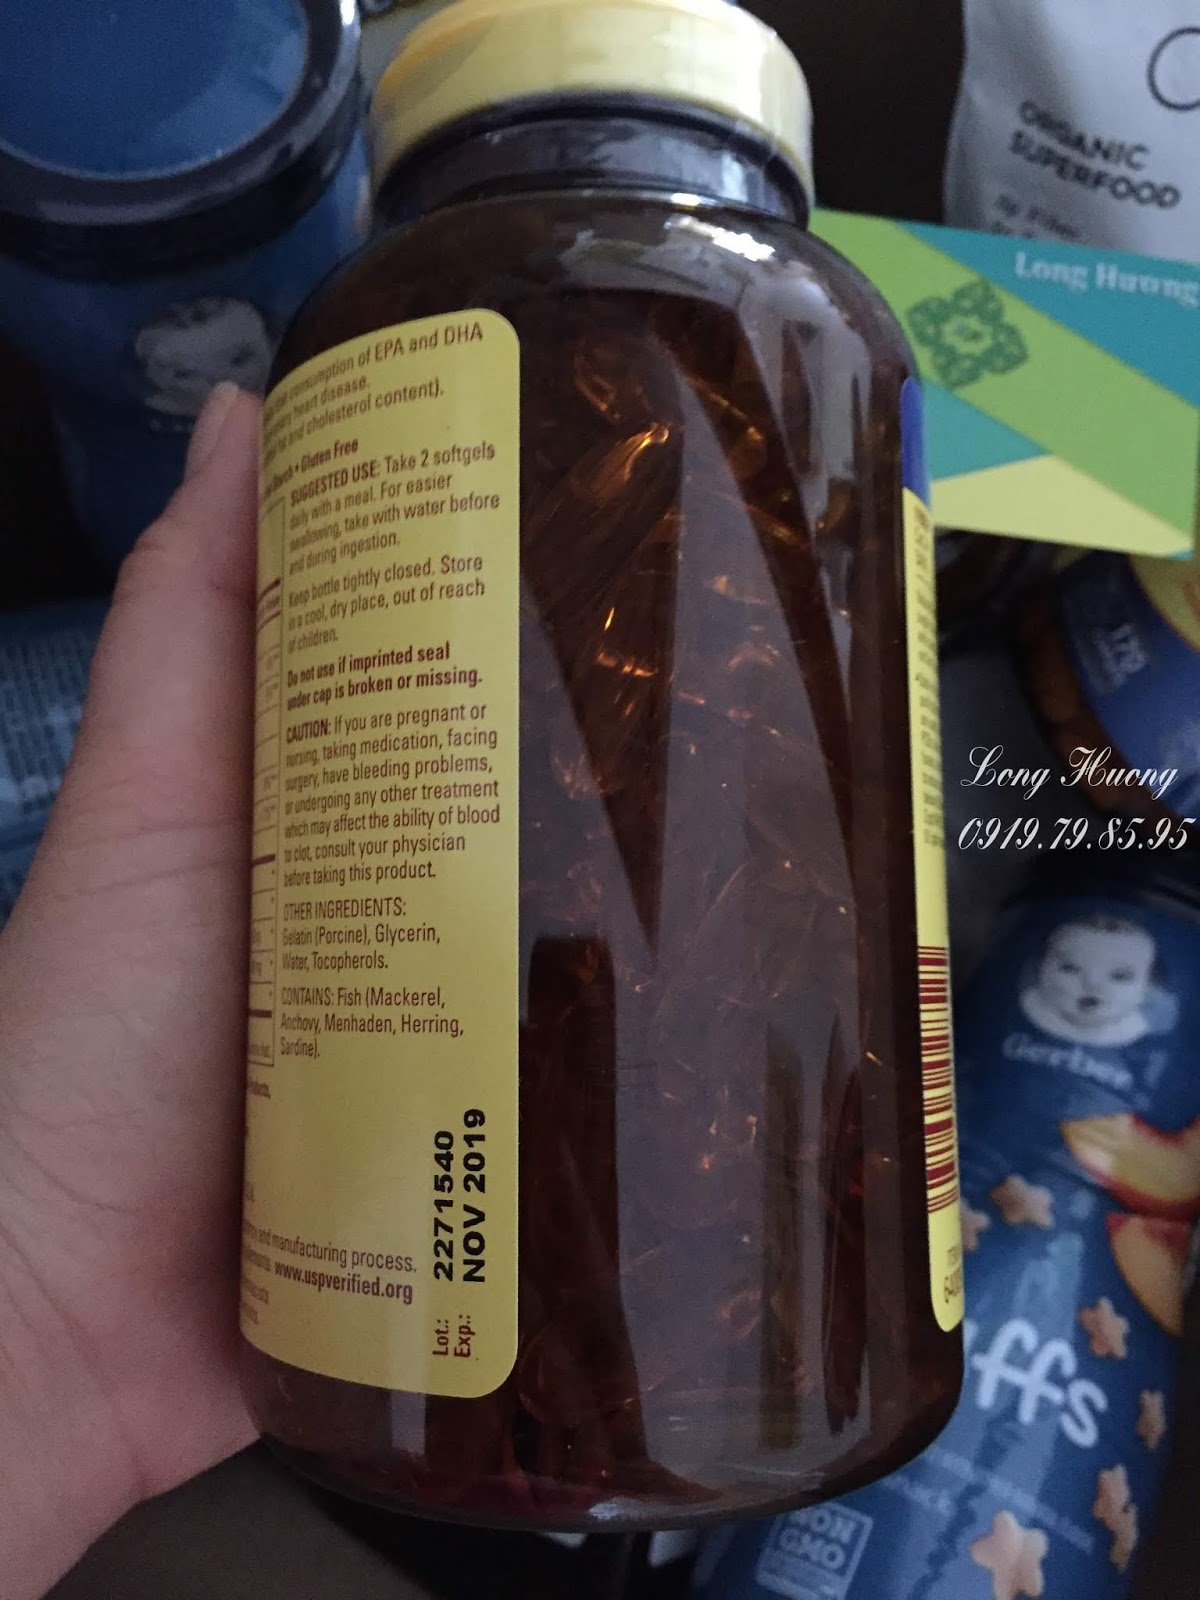 consumption of EPA and DHA
heart disease.
and cholesterol content).
Gluten Free
SUGGESTED USE: Take 2 softgels
daily with a meal. For easier
swallowing, take with water before
and during ingestion.
Keep bottle tightly closed. Store
in a cool, dry place, out of reach
of children.
Do not use if imprinted seal
under cap is broken or missing.
CAUTION: If you are pregnant or
nursing, taking medication, facing
surgery, have bleeding problems,
or undergoing any other treatment
which may affect the ability of blood
to clot, consult your physician
before taking this product.
OTHER INGREDIENTS:
Gelatin (Porcine), Glycerin,
Water, Tocopherols.
CONTAINS: Fish (Mackerel,
Anchovy, Menhaden, Herring,
Sardine).
and manufacturing process.
www.uspverified.org
Lot.: 2271540
Exp.: NOV 2019
ORGANIC
SUPERFOOD
Long Hương
Long Huong
0919.79.85.95
Gerber
uffs
NON
GMO